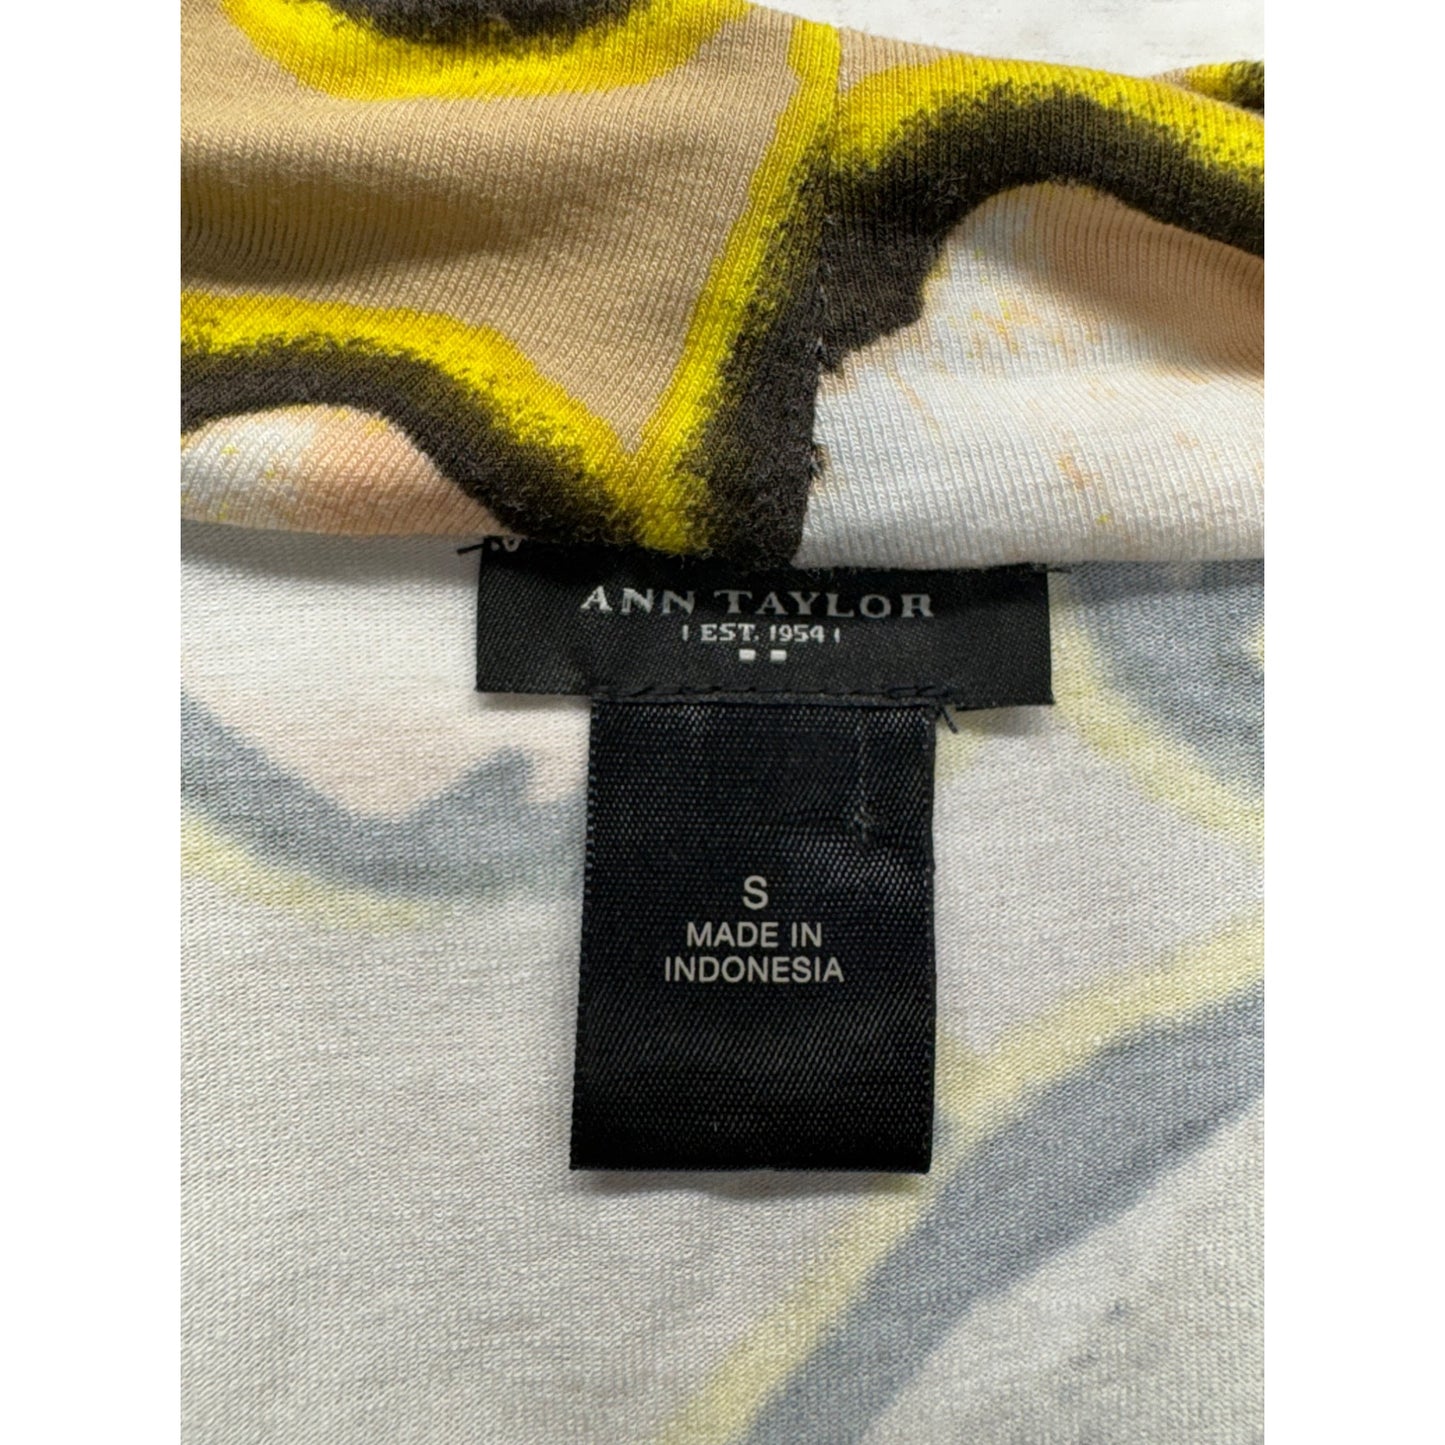 ANN TAYLOR
EST. 1954
S
MADE IN
INDONESIA